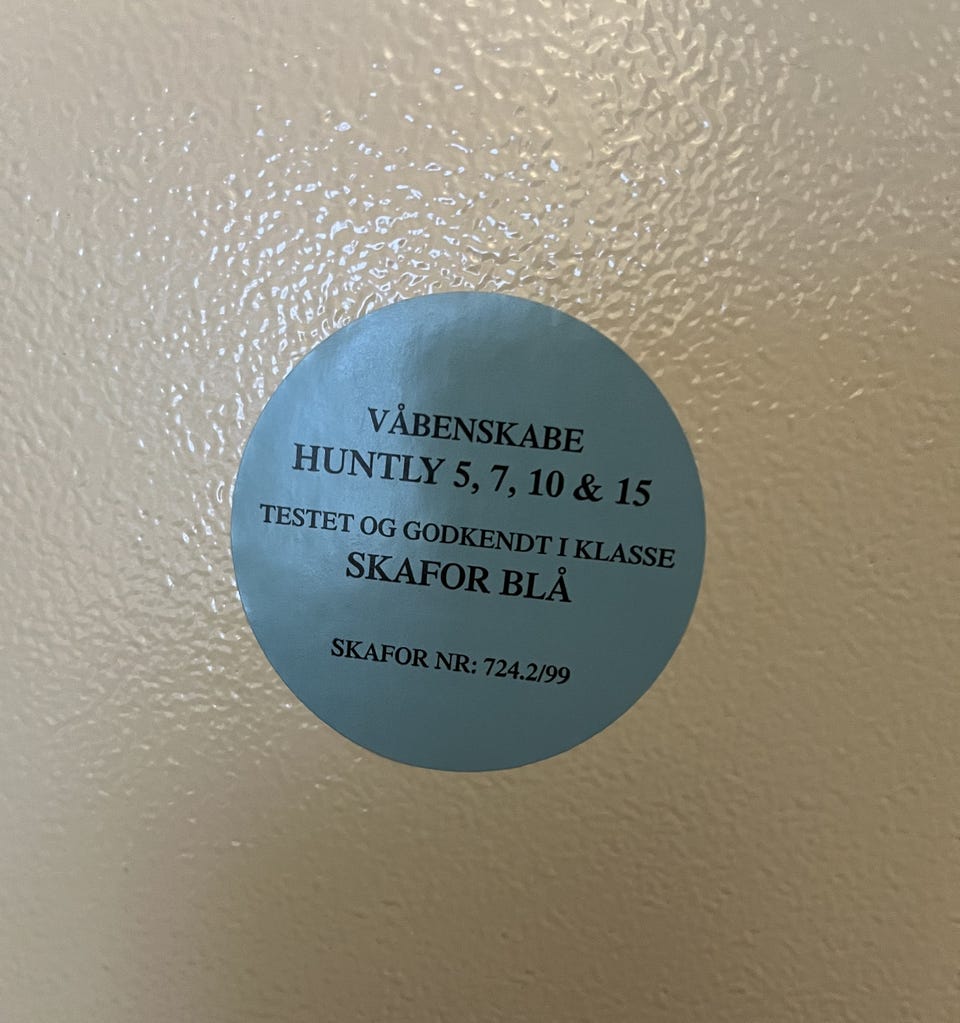 VÅBENSKABE
HUNTLY 5, 7, 10 & 15
TESTET OG GODKENDT I KLASSE
SKAFOR BLÅ
SKAFOR NR: 724.2/99